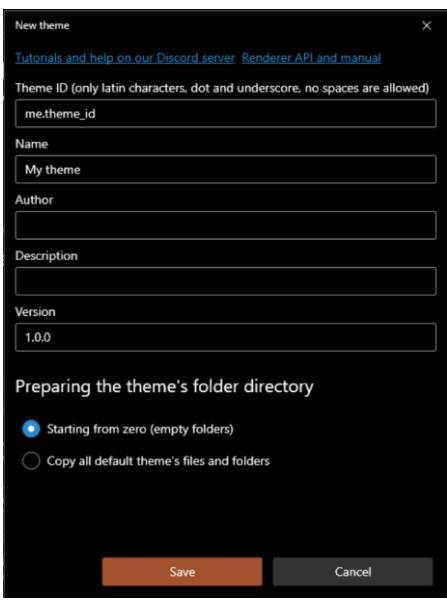 New theme
Tutorials and help on our Discord server Renderer API and manual
Theme ID (only latin characters, dot and underscore, no spaces are allowed)
me.theme_id
Name
My theme
Author
Description
Version
1.0.0
Preparing the theme's folder directory
Starting from zero (empty folders)
Copy all default theme's files and folders
Save Cancel